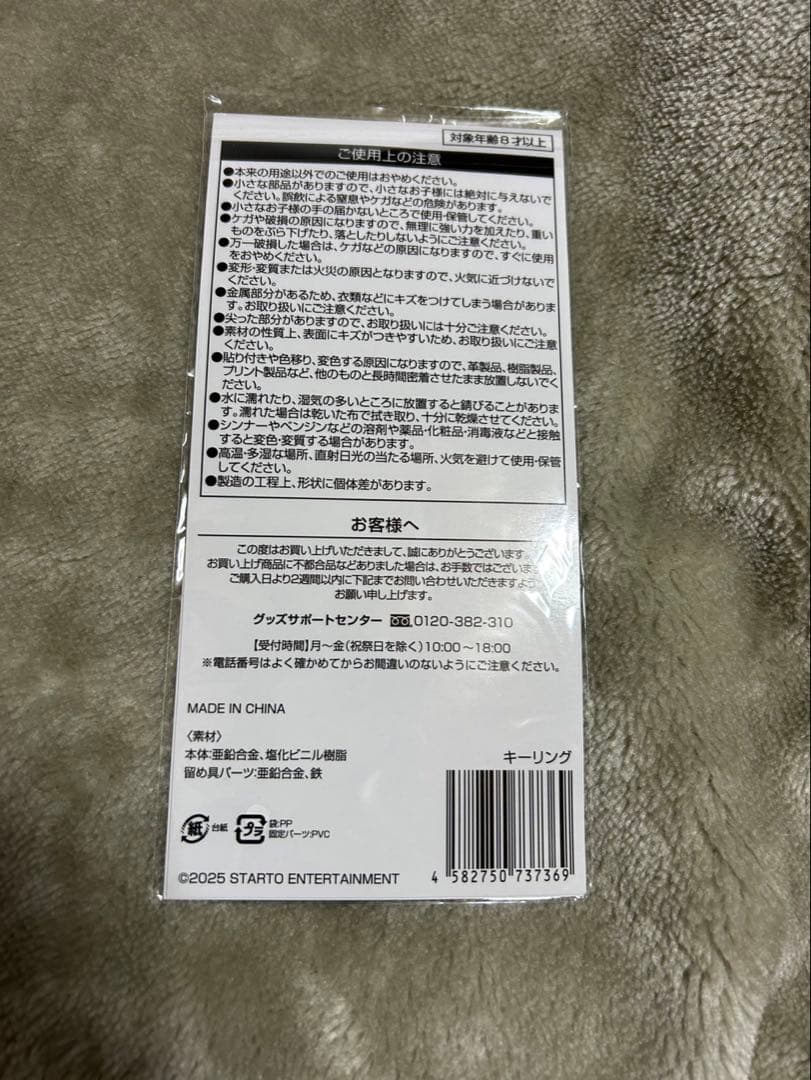 対象年齢8才以上
ご使用上の注意
●本来の用途以外でのご使用はおやめください。
●小さな部品がありますので、小さなお子様には絶対に与えないで
ください。誤飲による窒息やケガなどの危険があります。
●小さなお子様の手の届かないところで使用・保管してください。
●ケガや破損の原因になりますので、無理に強い力を加えたり、重い
ものをぶら下げたり、落としたりしないようにご注意ください。
●万一破損した場合は、ケガなどの原因になりますので、すぐに使用
をおやめください。
●変形・変質または火災の原因となりますので、火気に近づけないで
ください。
●金属部分があるため、衣類などにキズをつけてしまう場合がありま
す。お取り扱いにご注意ください。
●尖った部分がありますので、お取り扱いには十分ご注意ください。
●素材の性質上、表面にキズがつきやすいため、お取り扱いにご注意
ください。
●貼り付きや色移り、変色する原因になりますので、革製品、樹脂製品、
プリント製品など、他のものと長時間密着させたまま放置しないでく
ださい。
●水に濡れたり、湿気の多いところに放置すると錆びることがありま
す。濡れた場合は乾いた布で拭き取り、十分に乾燥させてください。
●シンナーやベンジンなどの溶剤や薬品・化粧品・消毒液などと接触
すると変色・変質する場合があります。
●高温・多湿な場所、直射日光の当たる場所、火気を避けて使用・保管
してください。
●製造の工程上、形状に個体差があります。
お客様へ
この度はお買い上げいただきまして、誠にありがとうございます。
お買い上げ商品に不都合品などありました場合は、お手数ではございま
ご購入日より2週間以内に下記までお問い合わせいただきますよう
お願い申し上げます。
グッズサポートセンター 0120-382-310
【受付時間】月〜金(祝祭日を除く)10:00〜18:00
※電話番号はよく確かめてからお間違いのないようにご注意ください。
MADE IN CHINA
〈素材〉
本体:亜鉛合金、塩化ビニル樹脂
留め具パーツ:亜鉛合金、鉄
キーリング
紙 台紙 プラ 袋:PP
固定パーツ:PVC
©2025 STARTO ENTERTAINMENT
4 582750 737369